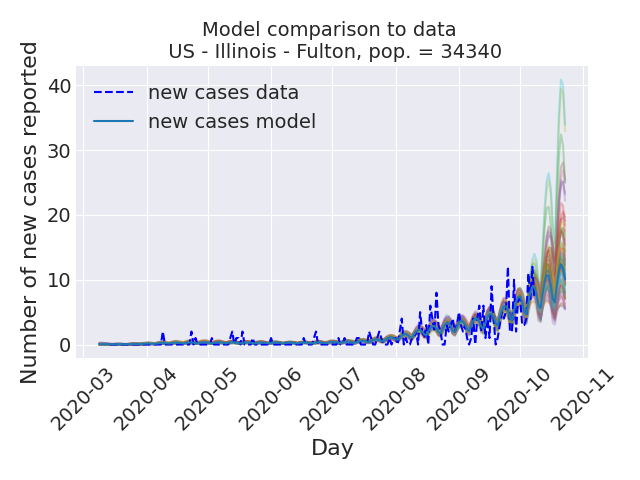 Model comparison to data
US - Illinois - Fulton, pop. = 34340
Number of new cases reported
40
30
20
10
0
new cases data
new cases model
2020-03
2020-04
2020-05
2020-06
2020-07
2020-08
2020-09
2020-10
2020-11
Day